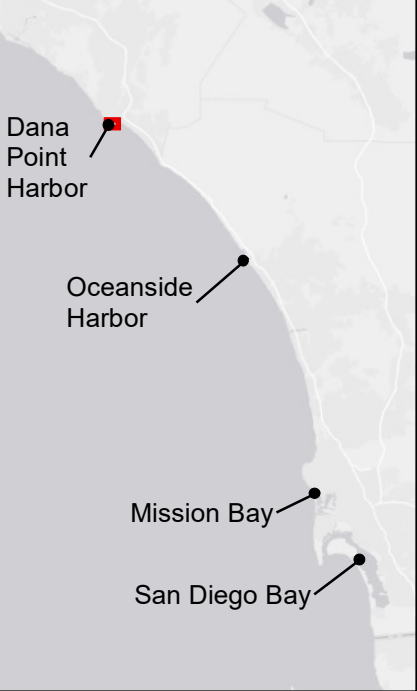 Dana
Point
Harbor
Oceanside
Harbor
Mission Bay
San Diego Bay